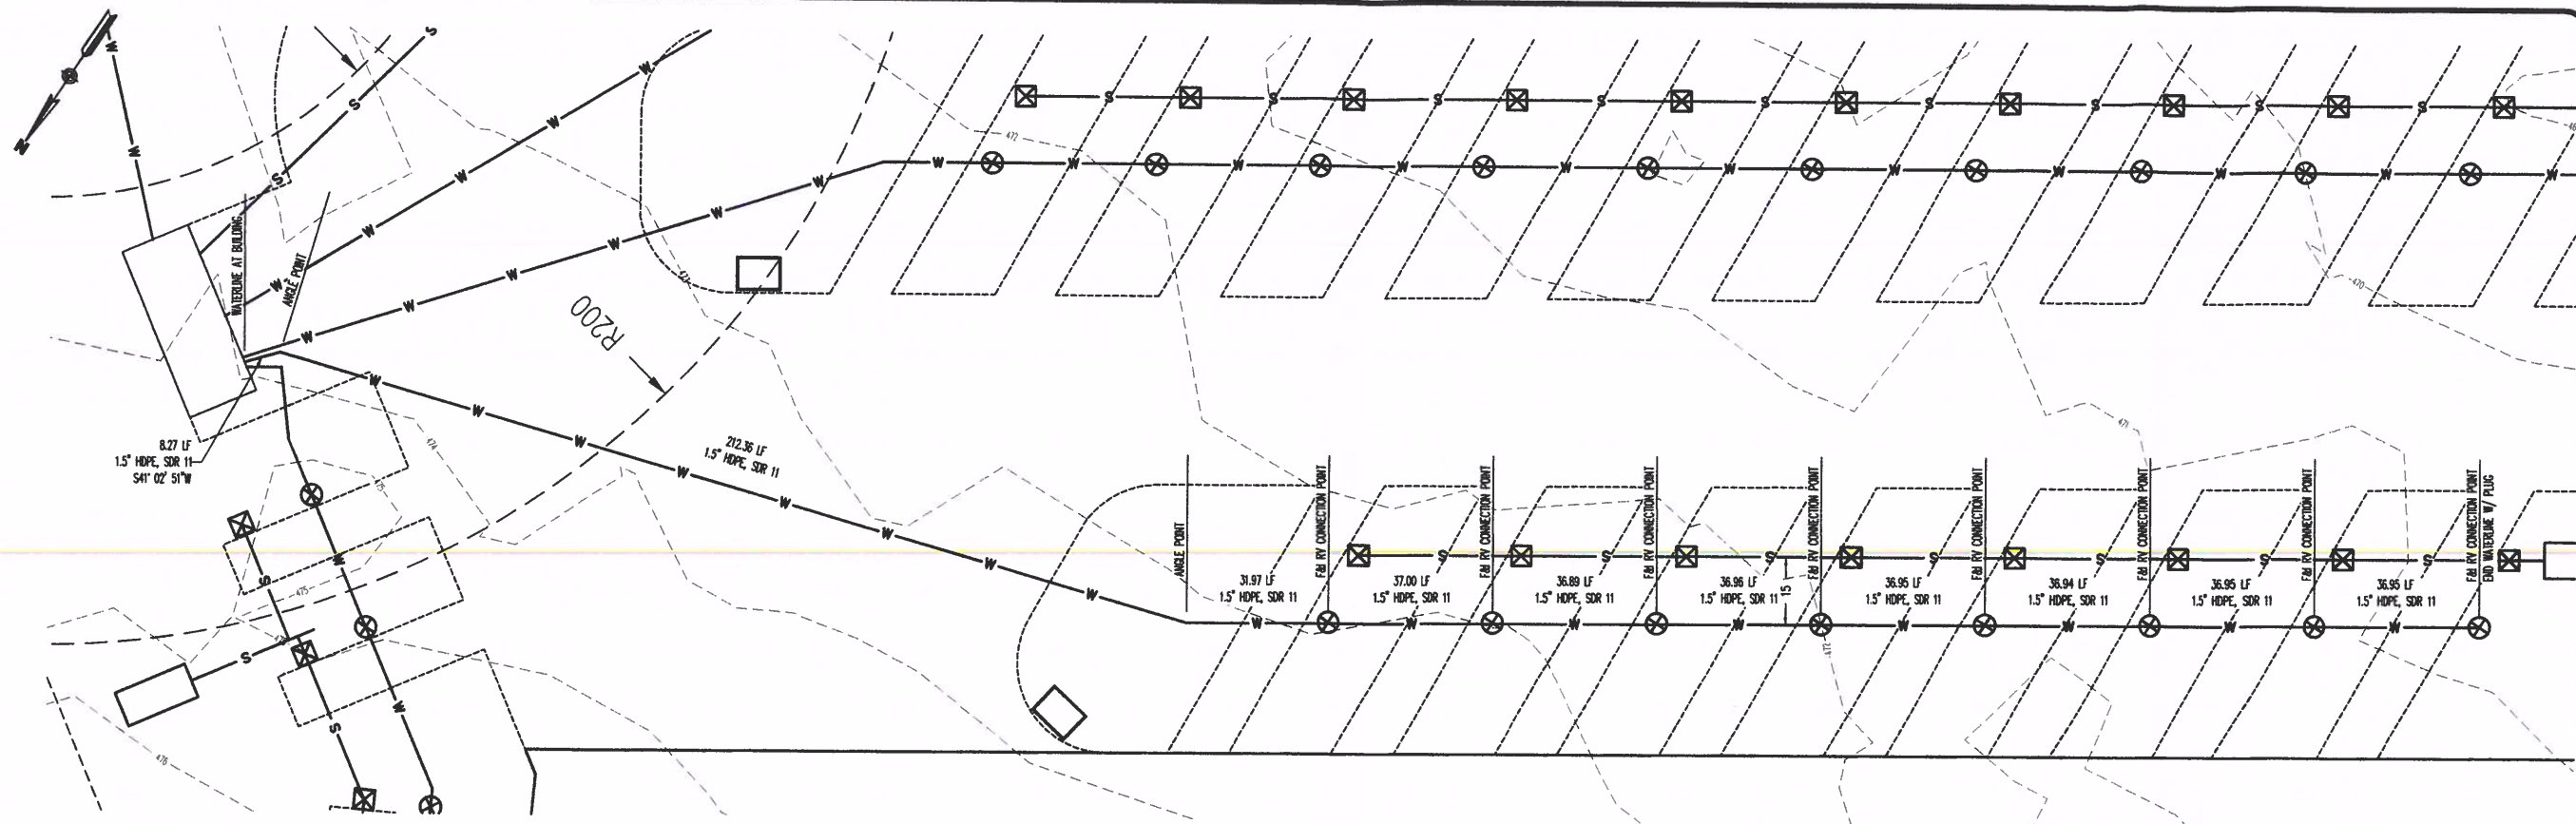 N
WATERLINE AT BUILDING
ANGLE POINT
R200
8.27 LF
1.5" HDPE, SDR 11
S41° 02' 51"W
212.36 LF
1.5" HDPE, SDR 11
ANGLE POINT
31.97 LF
1.5" HDPE, SDR 11
F&I RV CONNECTION POINT
37.00 LF
1.5" HDPE, SDR 11
F&I RV CONNECTION POINT
36.89 LF
1.5" HDPE, SDR 11
F&I RV CONNECTION POINT
36.96 LF
1.5" HDPE, SDR 11
15
F&I RV CONNECTION POINT
36.95 LF
1.5" HDPE, SDR 11
F&I RV CONNECTION POINT
36.94 LF
1.5" HDPE, SDR 11
F&I RV CONNECTION POINT
36.95 LF
1.5" HDPE, SDR 11
F&I RV CONNECTION POINT
36.95 LF
1.5" HDPE, SDR 11
F&I RV CONNECTION POINT
END WATERLINE W/ PLUG
472
470
471
472
474
475
475
476
W
S